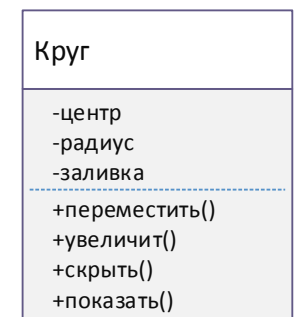 Круг
-центр
-радиус
-заливка
+переместить()
+увеличит()
+скрыть()
+показать()